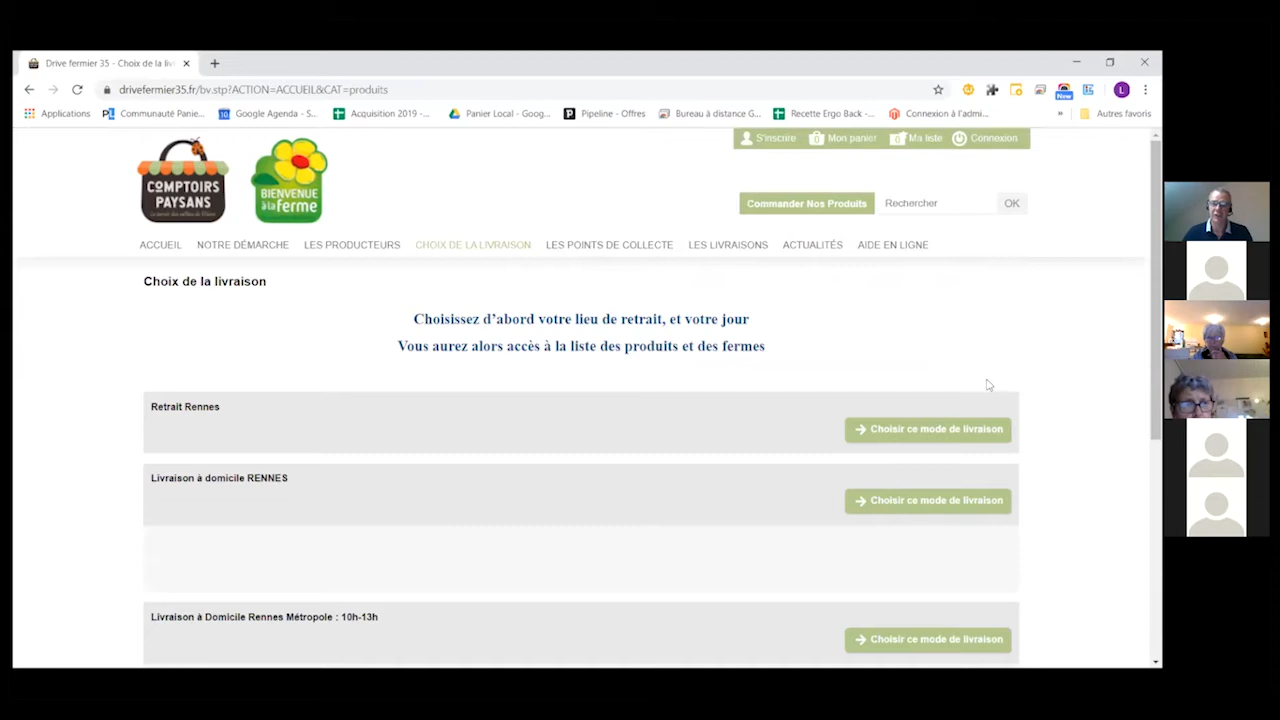 Drive fermier 35 - Choix de la liv
drivefermier35.fr/bv.stp?ACTION=ACCUEIL&CAT=produits
Applications
Communauté Panie...
Google Agenda - S...
Acquisition 2019 -...
Panier Local - Goog...
Pipeline - Offres
Bureau à distance G...
Recette Ergo Back -...
Connexion à l'admi...
»
Autres favoris
New
L
S'inscrire
Mon panier
Ma liste
Connexion
COMPTOIRS
PAYSANS
BIENVENUE
à la ferme
Commander Nos Produits
Rechercher
OK
ACCUEIL
NOTRE DÉMARCHE
LES PRODUCTEURS
CHOIX DE LA LIVRAISON
LES POINTS DE COLLECTE
LES LIVRAISONS
ACTUALITÉS
AIDE EN LIGNE
Choix de la livraison
Choisissez d'abord votre lieu de retrait, et votre jour
Vous aurez alors accès à la liste des produits et des fermes
Retrait Rennes
Choisir ce mode de livraison
Livraison à domicile RENNES
Choisir ce mode de livraison
Livraison à Domicile Rennes Métropole : 10h-13h
Choisir ce mode de livraison